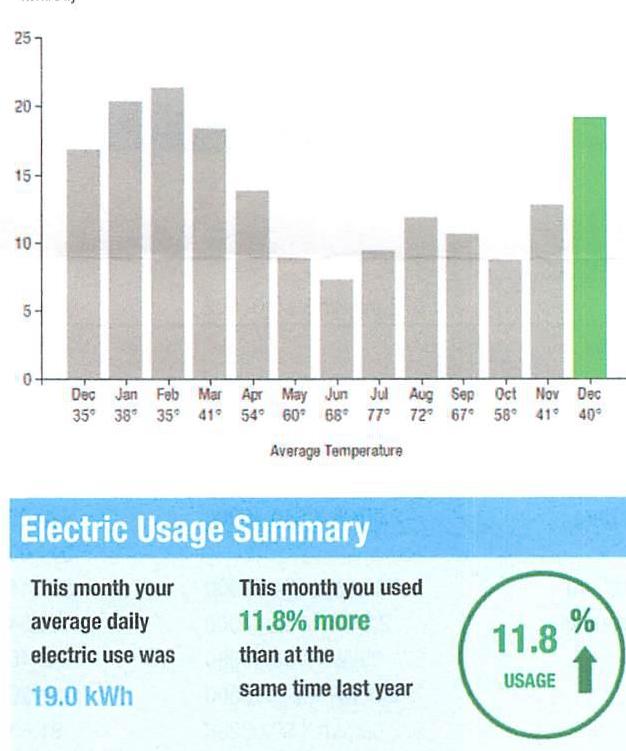 25
20
15
10
5
0
Dec Jan Feb Mar Apr May Jun Jul Aug Sep Oct Nov Dec
35° 38° 35° 41° 54° 60° 68° 77° 72° 67° 58° 41° 40°
Average Temperature
Electric Usage Summary
This month your
average daily
electric use was
19.0 kWh
This month you used
11.8% more
than at the
same time last year
11.8 %
USAGE